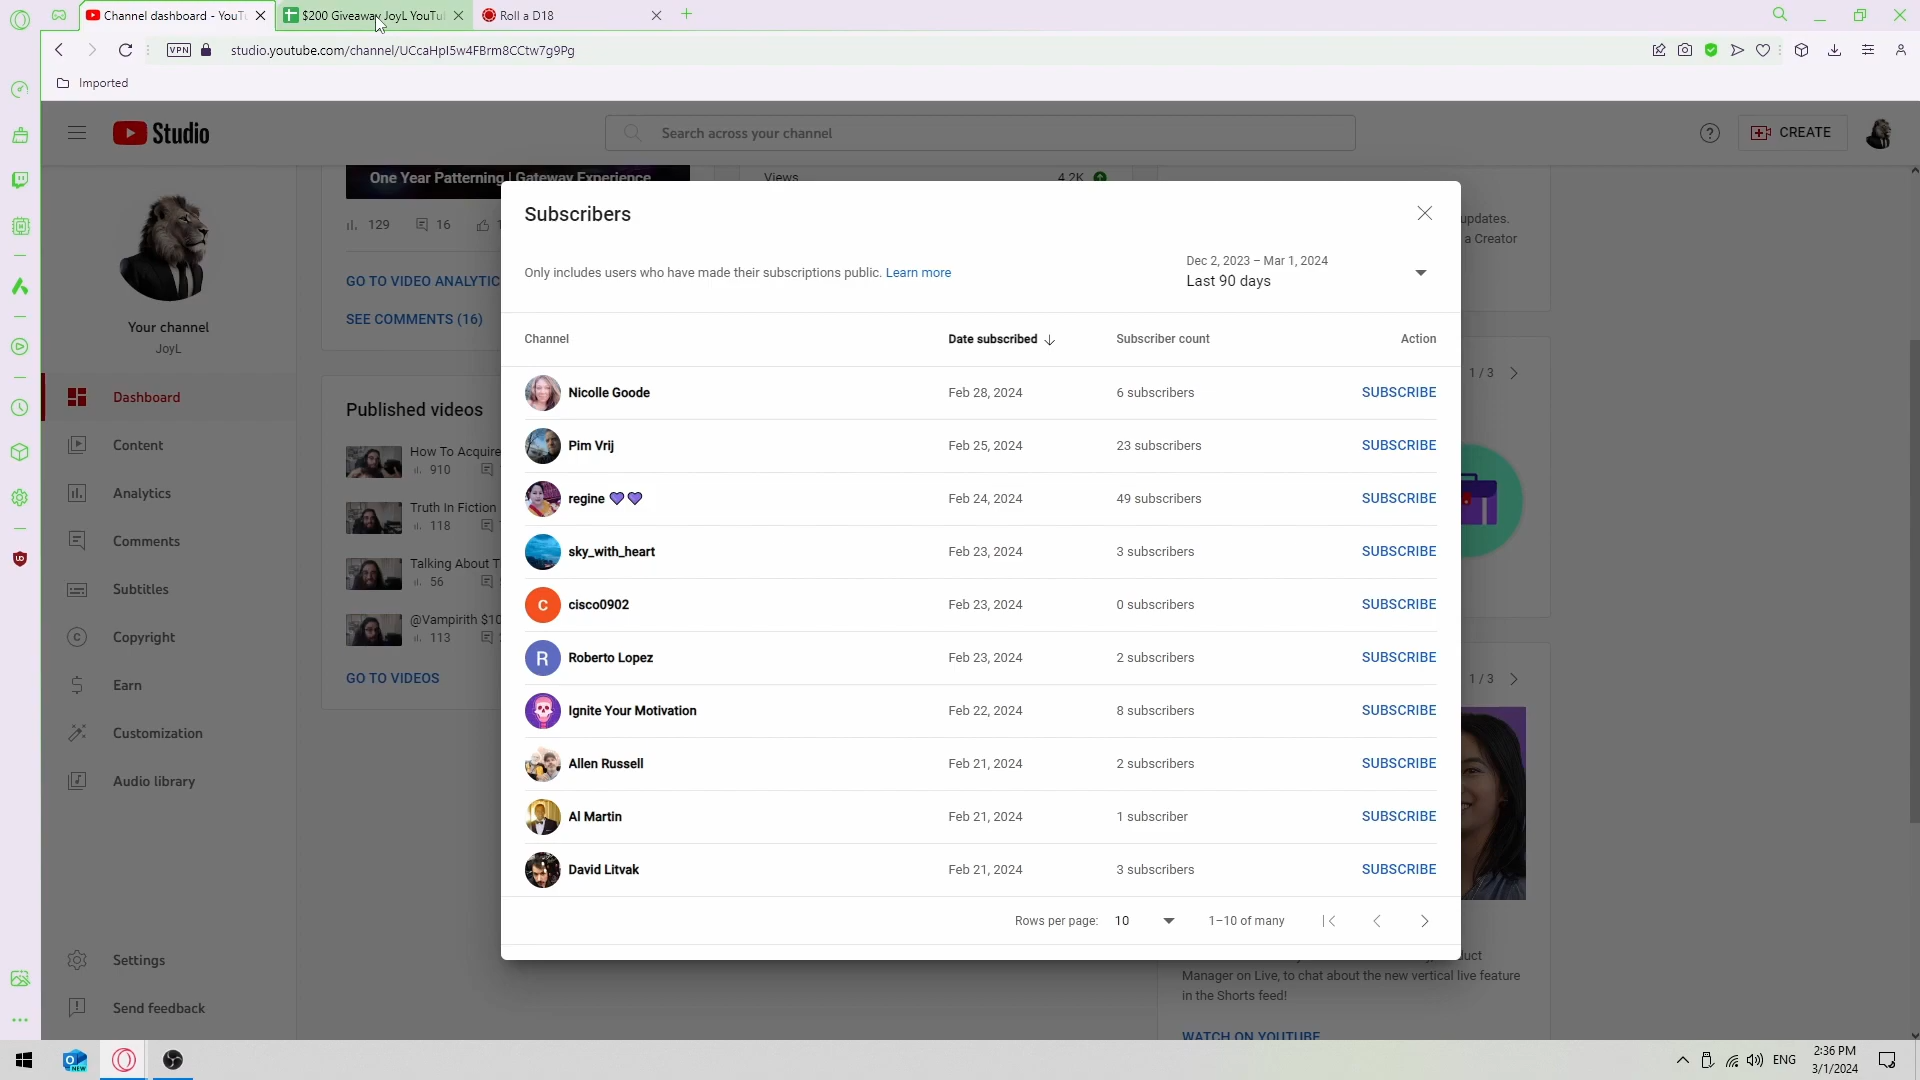 Channel dashboard - YouTu
$200 Giveaway JoyL YouTu
Roll a D18
VPN
studio.youtube.com/channel/UCcaHpI5w4FBrm8CCtw7g9Pg
Imported
Studio
Search across your channel
CREATE
One Year Patterning | Gateway Experience
Views
4.2K
129
16
1
updates.
a Creator
GO TO VIDEO ANALYTIC
SEE COMMENTS (16)
Your channel
JoyL
Dashboard
Content
Analytics
Comments
Subtitles
Copyright
Earn
Customization
Audio library
Settings
Send feedback
Published videos
How To Acquire
910
Truth In Fiction
118
Talking About T
56
@Vampirith $10
113
GO TO VIDEOS
Subscribers
Only includes users who have made their subscriptions public. Learn more
Dec 2, 2023 – Mar 1, 2024
Last 90 days
Channel
Date subscribed
Subscriber count
Action
Nicolle Goode
Feb 28, 2024
6 subscribers
SUBSCRIBE
Pim Vrij
Feb 25, 2024
23 subscribers
SUBSCRIBE
regine 💜💜
Feb 24, 2024
49 subscribers
SUBSCRIBE
sky_with_heart
Feb 23, 2024
3 subscribers
SUBSCRIBE
C
cisco0902
Feb 23, 2024
0 subscribers
SUBSCRIBE
R
Roberto Lopez
Feb 23, 2024
2 subscribers
SUBSCRIBE
Ignite Your Motivation
Feb 22, 2024
8 subscribers
SUBSCRIBE
Allen Russell
Feb 21, 2024
2 subscribers
SUBSCRIBE
Al Martin
Feb 21, 2024
1 subscriber
SUBSCRIBE
David Litvak
Feb 21, 2024
3 subscribers
SUBSCRIBE
Rows per page: 10
1–10 of many
1 / 3
1 / 3
duct
Manager on Live, to chat about the new vertical live feature
in the Shorts feed!
WATCH ON YOUTUBE
ENG
2:36 PM
3/1/2024